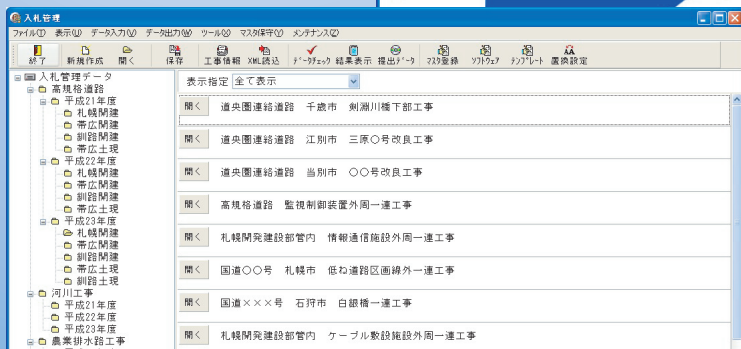 入札管理
ファイル(F) 表示(U) データ入力(V) データ出力(W) ツール(X) マスタ保守(Y) メンテナンス(Z)
終了 新規作成 開く 保存 工事情報 XML読込 データチェック 結果表示 提出データ マスタ登録 ソフトウェア テンプレート 置換設定
入札管理データ
高規格道路
平成21年度
札幌開建
帯広開建
釧路開建
帯広土現
平成22年度
札幌開建
帯広開建
釧路開建
帯広土現
平成23年度
札幌開建
帯広開建
釧路開建
帯広土現
釧路土現
河川工事
平成21年度
平成22年度
平成23年度
農業排水路工事
表示指定 全て表示
開く 道央圏連絡道路 千歳市 剣淵川橋下部工事
開く 道央圏連絡道路 江別市 三原〇号改良工事
開く 道央圏連絡道路 当別市 〇〇号改良工事
開く 高規格道路 監視制御装置外周一連工事
開く 札幌開発建設部管内 情報通信施設外周一連工事
開く 国道〇〇号 札幌市 低ね道路区画線外一連工事
開く 国道×××号 石狩市 白銀橋一連工事
開く 札幌開発建設部管内 ケーブル敷設施設外周一連工事